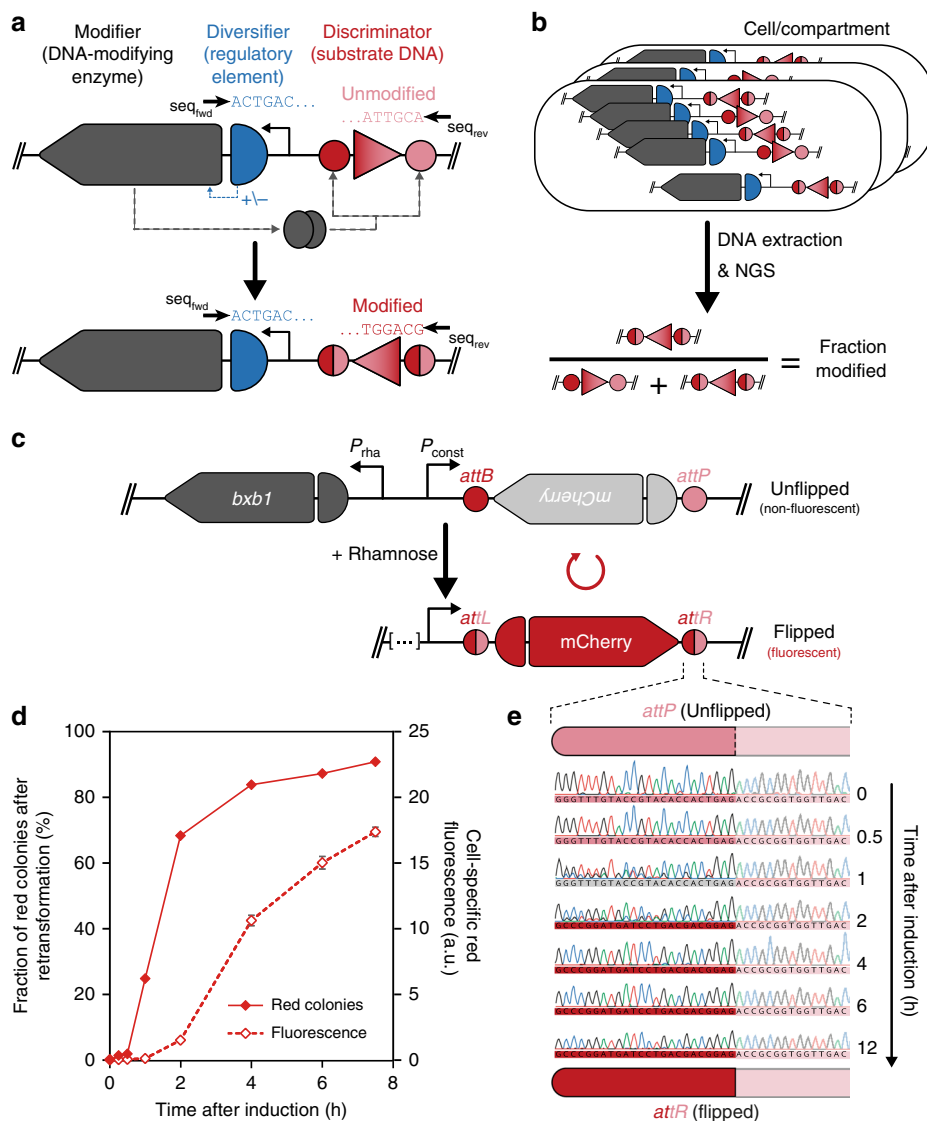 a
Modifier
(DNA-modifying
enzyme)
Diversifier
(regulatory
element)
Discriminator
(substrate DNA)
seqfwd
ACTGAC...
Unmodified
...ATTGCA
seqrev
+\−
seqfwd
ACTGAC...
Modified
...TGGACG
seqrev
b
Cell/compartment
DNA extraction
& NGS
+
=
Fraction
modified
c
Prha
Pconst
attB
attP
bxb1
mCherry
Unflipped
(non-fluorescent)
+ Rhamnose
[...]
attL
attR
mCherry
Flipped
(fluorescent)
d
Fraction of red colonies after
retransformation (%)
100
80
60
40
20
0
25
20
15
10
5
0
Cell-specific red
fluorescence (a.u.)
Red colonies
Fluorescence
0
2
4
6
8
Time after induction (h)
e
attP (Unflipped)
GGGTTTGTACCGTACACCACTGAGACCGCGGTGGTTGAC
0
GGGTTTGTACCGTACACCACTGAGACCGCGGTGGTTGAC
0.5
GGGTTTGTACCGTACACCACTGAGACCGCGGTGGTTGAC
1
GCCCGGATGATCCTGACGACGGAGACCGCGGTGGTTGAC
2
GCCCGGATGATCCTGACGACGGAGACCGCGGTGGTTGAC
4
GCCCGGATGATCCTGACGACGGAGACCGCGGTGGTTGAC
6
GCCCGGATGATCCTGACGACGGAGACCGCGGTGGTTGAC
12
Time after induction (h)
attR (flipped)